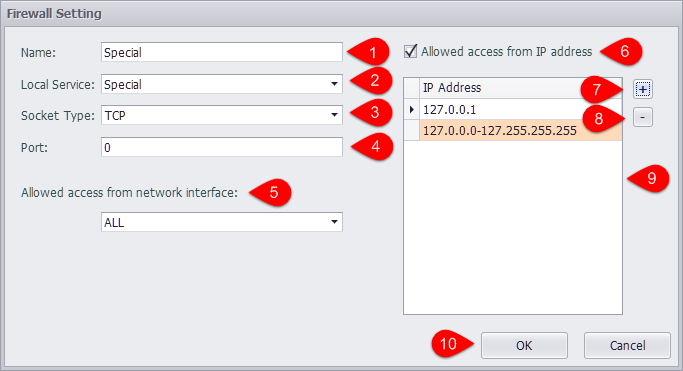 Firewall Setting
Name: Special 1
Local Service: Special 2
Socket Type: TCP 3
Port: 0 4
Allowed access from network interface: 5
ALL
Allowed access from IP address 6
IP Address
+ 7
127.0.0.1
- 8
127.0.0.0-127.255.255.255
9
10 OK Cancel